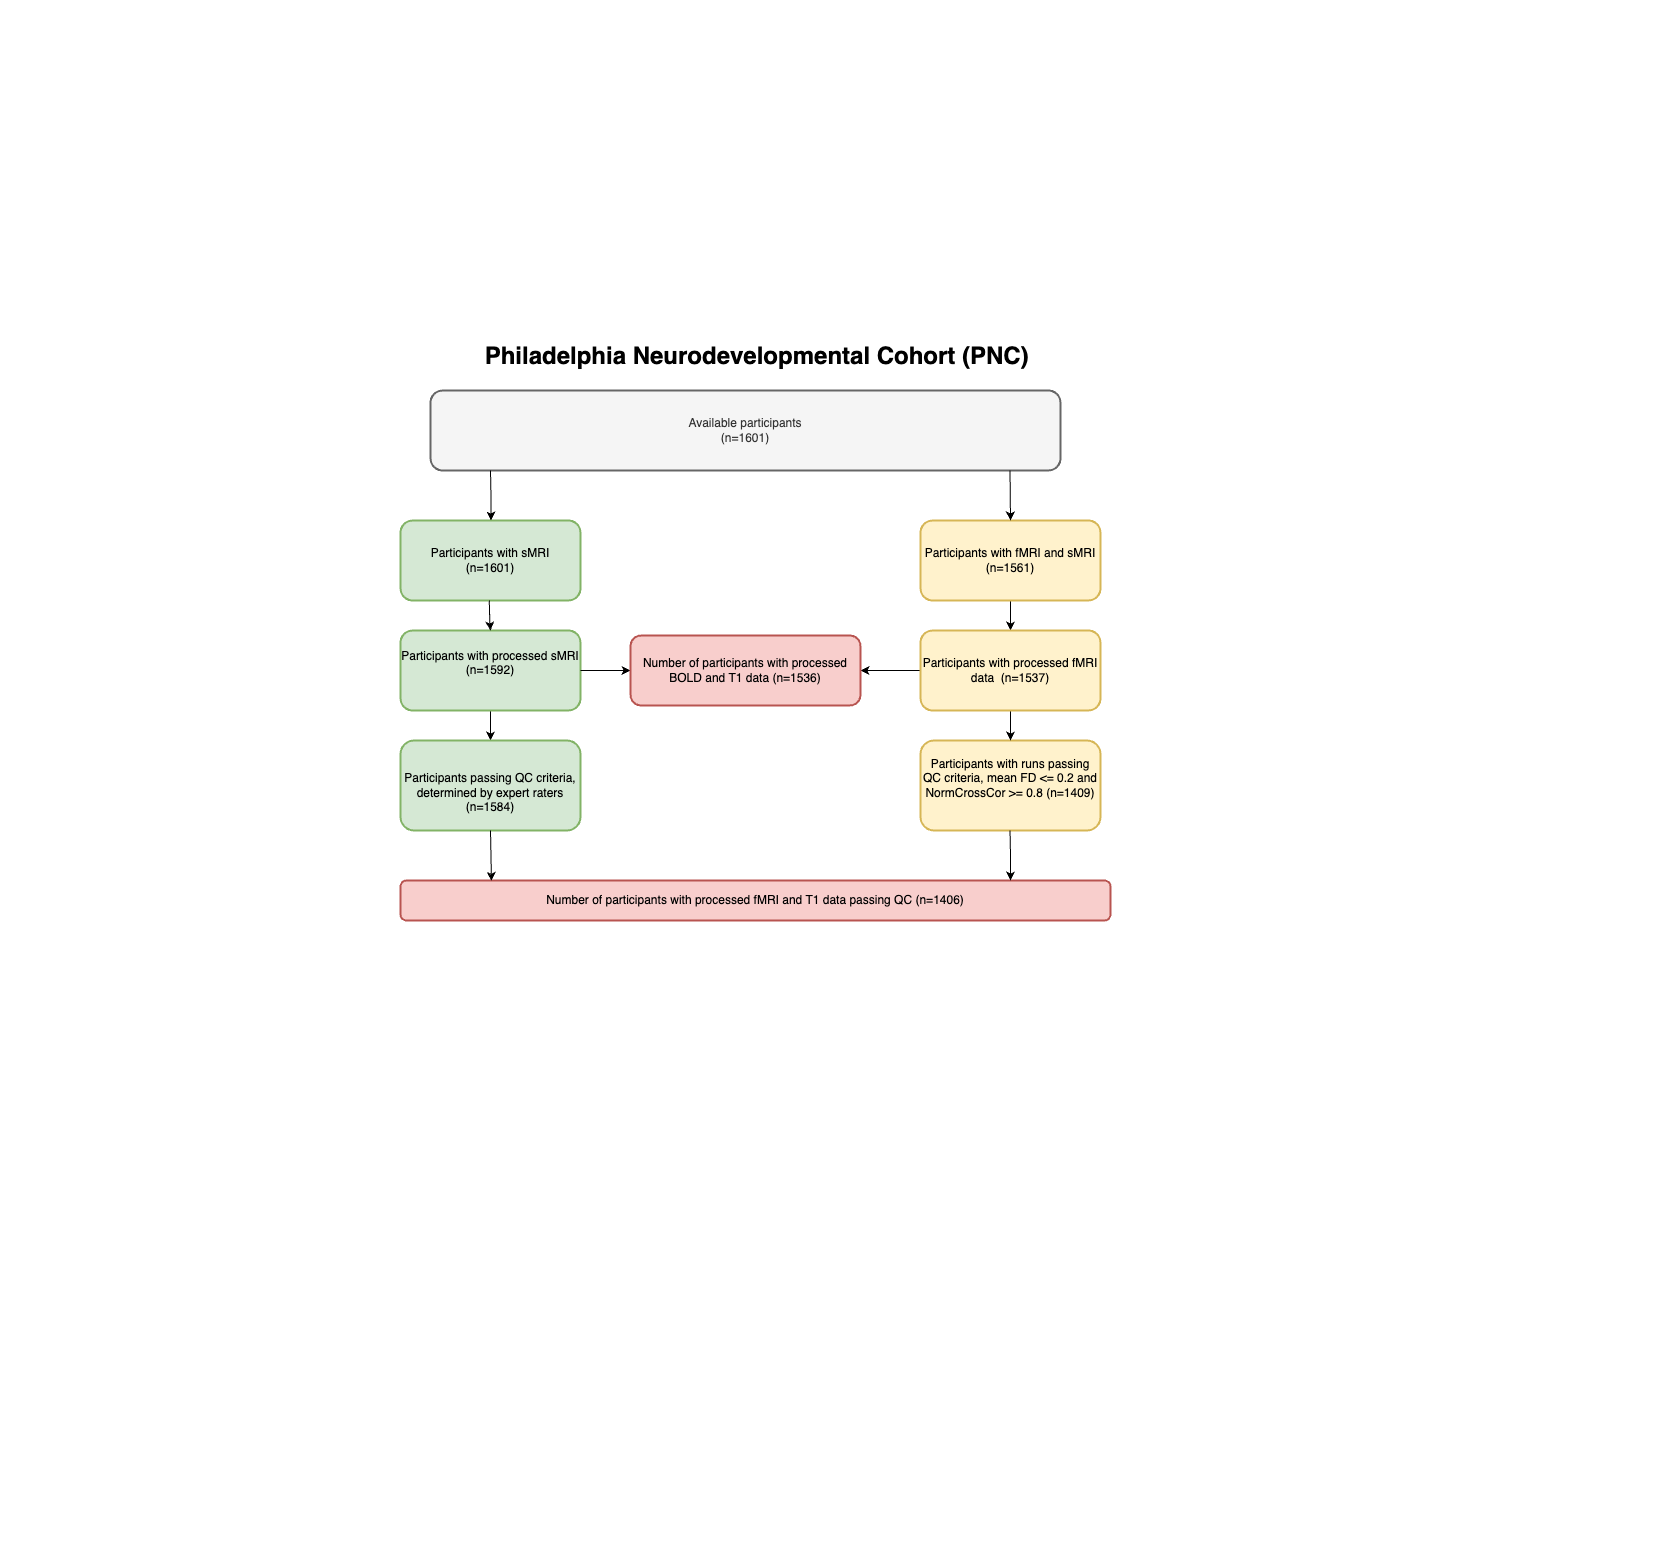 Philadelphia Neurodevelopmental Cohort (PNC)
Available participants
(n=1601)
Participants with sMRI
(n=1601)
Participants with fMRI and sMRI
(n=1561)
Participants with processed sMRI
(n=1592)
Number of participants with processed
BOLD and T1 data (n=1536)
Participants with processed fMRI
data (n=1537)
Participants passing QC criteria,
determined by expert raters
(n=1584)
Participants with runs passing
QC criteria, mean FD <= 0.2 and
NormCrossCor >= 0.8 (n=1409)
Number of participants with processed fMRI and T1 data passing QC (n=1406)